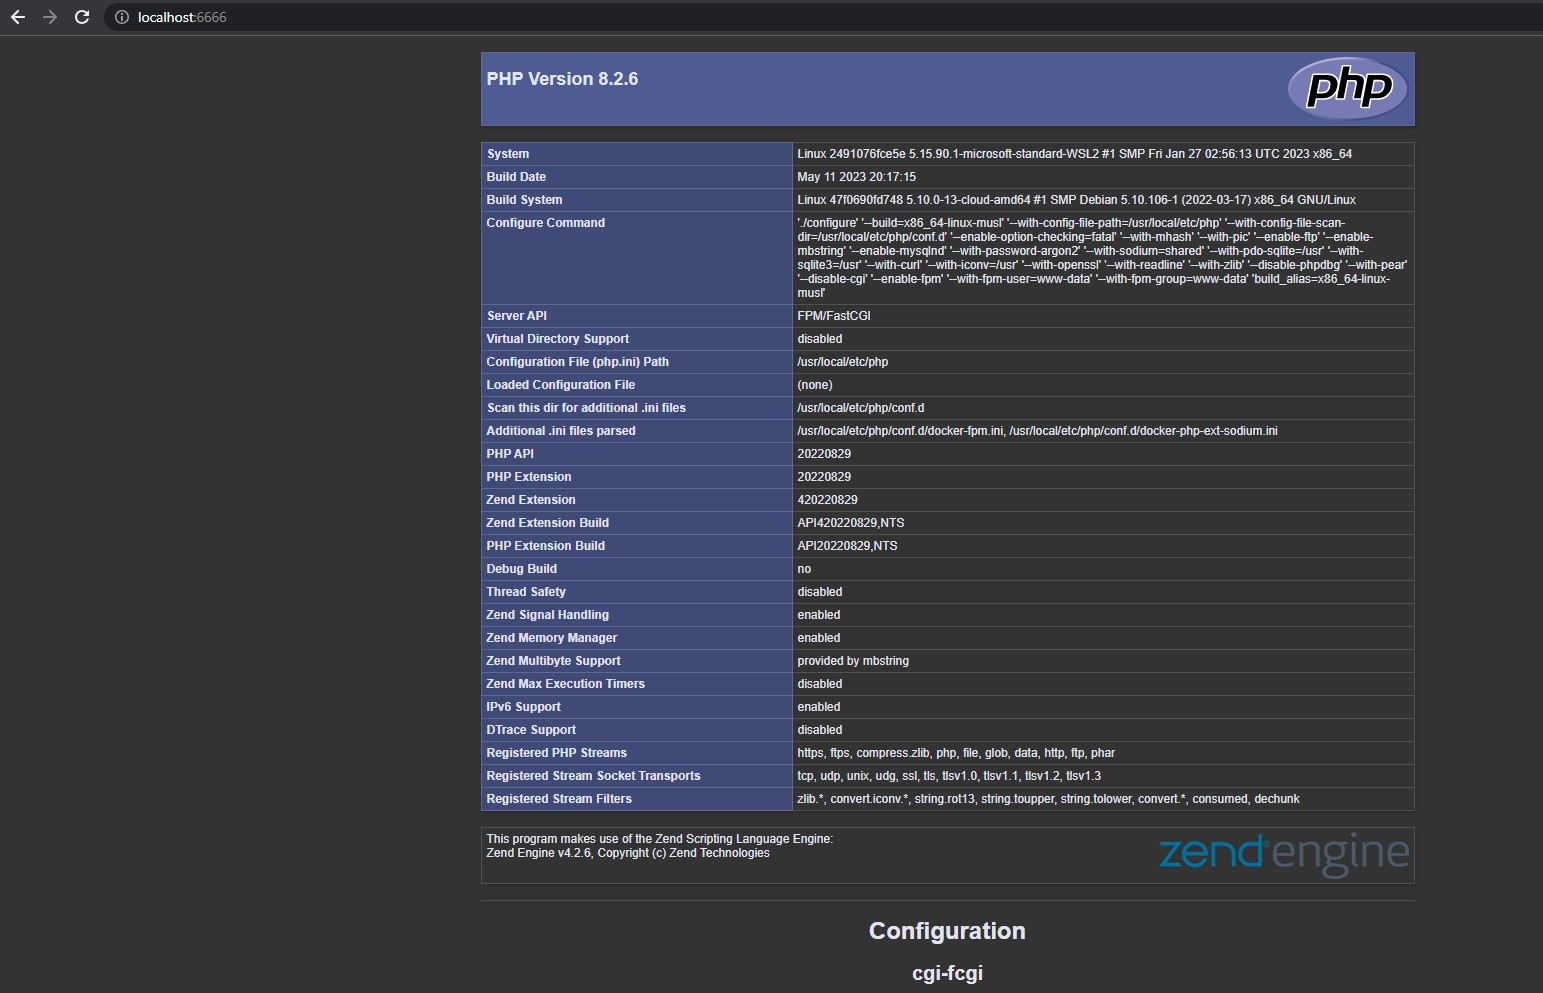 localhost:6666
PHP Version 8.2.6
php
System Linux 2491076fce5e 5.15.90.1-microsoft-standard-WSL2 #1 SMP Fri Jan 27 02:56:13 UTC 2023 x86_64
Build Date May 11 2023 20:17:15
Build System Linux 47f0690fd748 5.10.0-13-cloud-amd64 #1 SMP Debian 5.10.106-1 (2022-03-17) x86_64 GNU/Linux
Configure Command './configure' '--build=x86_64-linux-musl' '--with-config-file-path=/usr/local/etc/php' '--with-config-file-scan-
dir=/usr/local/etc/php/conf.d' '--enable-option-checking=fatal' '--with-mhash' '--with-pic' '--enable-ftp' '--enable-
mbstring' '--enable-mysqlnd' '--with-password-argon2' '--with-sodium=shared' '--with-pdo-sqlite=/usr' '--with-
sqlite3=/usr' '--with-curl' '--with-iconv=/usr' '--with-openssl' '--with-readline' '--with-zlib' '--disable-phpdbg' '--with-pear'
'--disable-cgi' '--enable-fpm' '--with-fpm-user=www-data' '--with-fpm-group=www-data' 'build_alias=x86_64-linux-
musl'
Server API FPM/FastCGI
Virtual Directory Support disabled
Configuration File (php.ini) Path /usr/local/etc/php
Loaded Configuration File (none)
Scan this dir for additional .ini files /usr/local/etc/php/conf.d
Additional .ini files parsed /usr/local/etc/php/conf.d/docker-fpm.ini, /usr/local/etc/php/conf.d/docker-php-ext-sodium.ini
PHP API 20220829
PHP Extension 20220829
Zend Extension 420220829
Zend Extension Build API420220829,NTS
PHP Extension Build API20220829,NTS
Debug Build no
Thread Safety disabled
Zend Signal Handling enabled
Zend Memory Manager enabled
Zend Multibyte Support provided by mbstring
Zend Max Execution Timers disabled
IPv6 Support enabled
DTrace Support disabled
Registered PHP Streams https, ftps, compress.zlib, php, file, glob, data, http, ftp, phar
Registered Stream Socket Transports tcp, udp, unix, udg, ssl, tls, tlsv1.0, tlsv1.1, tlsv1.2, tlsv1.3
Registered Stream Filters zlib.*, convert.iconv.*, string.rot13, string.toupper, string.tolower, convert.*, consumed, dechunk
This program makes use of the Zend Scripting Language Engine:
Zend Engine v4.2.6, Copyright (c) Zend Technologies
zend engine
Configuration
cgi-fcgi